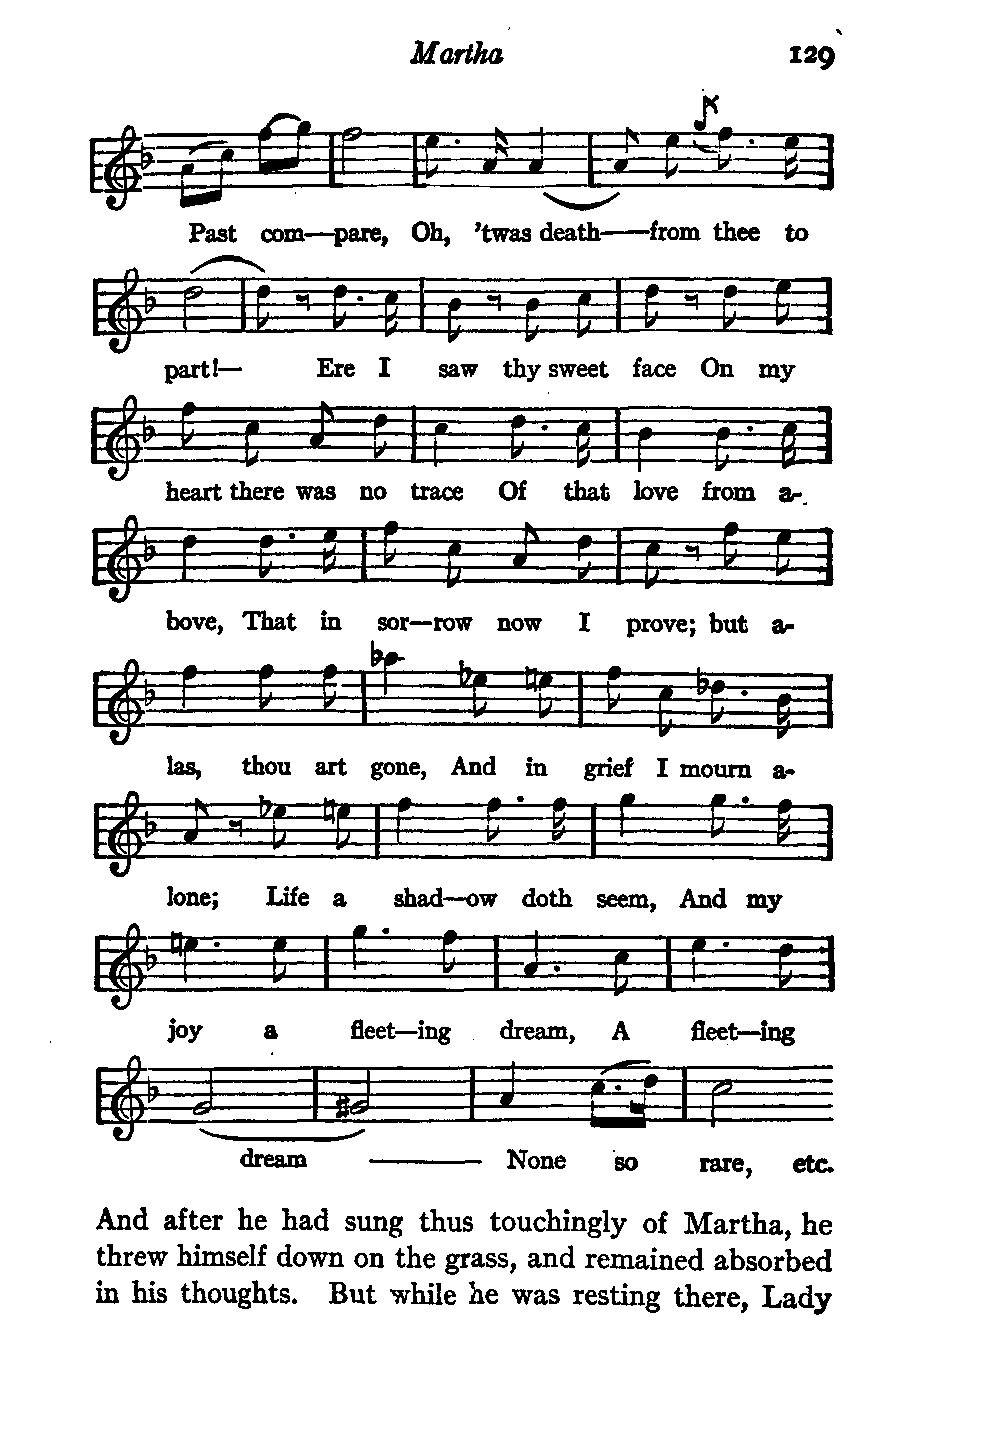 Martha 129
Past com—pare, Oh, 'twas death——from thee to
part!— Ere I saw thy sweet face On my
heart there was no trace Of that love from a-
bove, That in sor—row now I prove; but a-
las, thou art gone, And in grief I mourn a-
lone; Life a shad—ow doth seem, And my
joy a fleet—ing dream, A fleet—ing
dream ——— None so rare, etc.
And after he had sung thus touchingly of Martha, he
threw himself down on the grass, and remained absorbed
in his thoughts. But while he was resting there, Lady